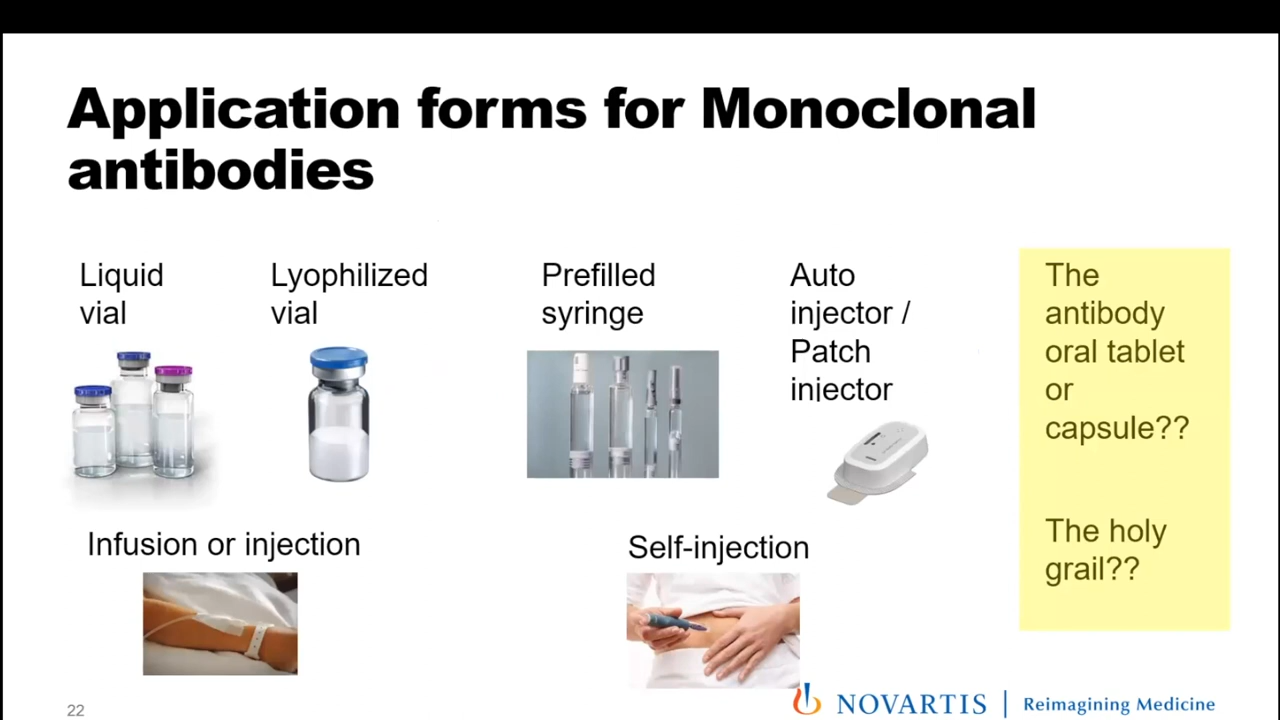 Application forms for Monoclonal
antibodies
Liquid
vial
Lyophilized
vial
Prefilled
syringe
Auto
injector /
Patch
injector
The
antibody
oral tablet
or
capsule??
The holy
grail??
Infusion or injection
Self-injection
22
NOVARTIS | Reimagining Medicine